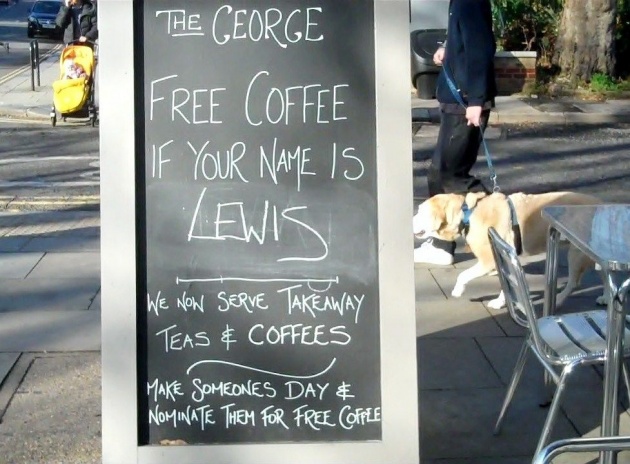 THE GEORGE
FREE COFFEE
IF YOUR NAME IS
LEWIS
WE NOW SERVE TAKEAWAY
TEAS & COFFEES
MAKE SOMEONES DAY &
NOMINATE THEM FOR FREE COFFEE